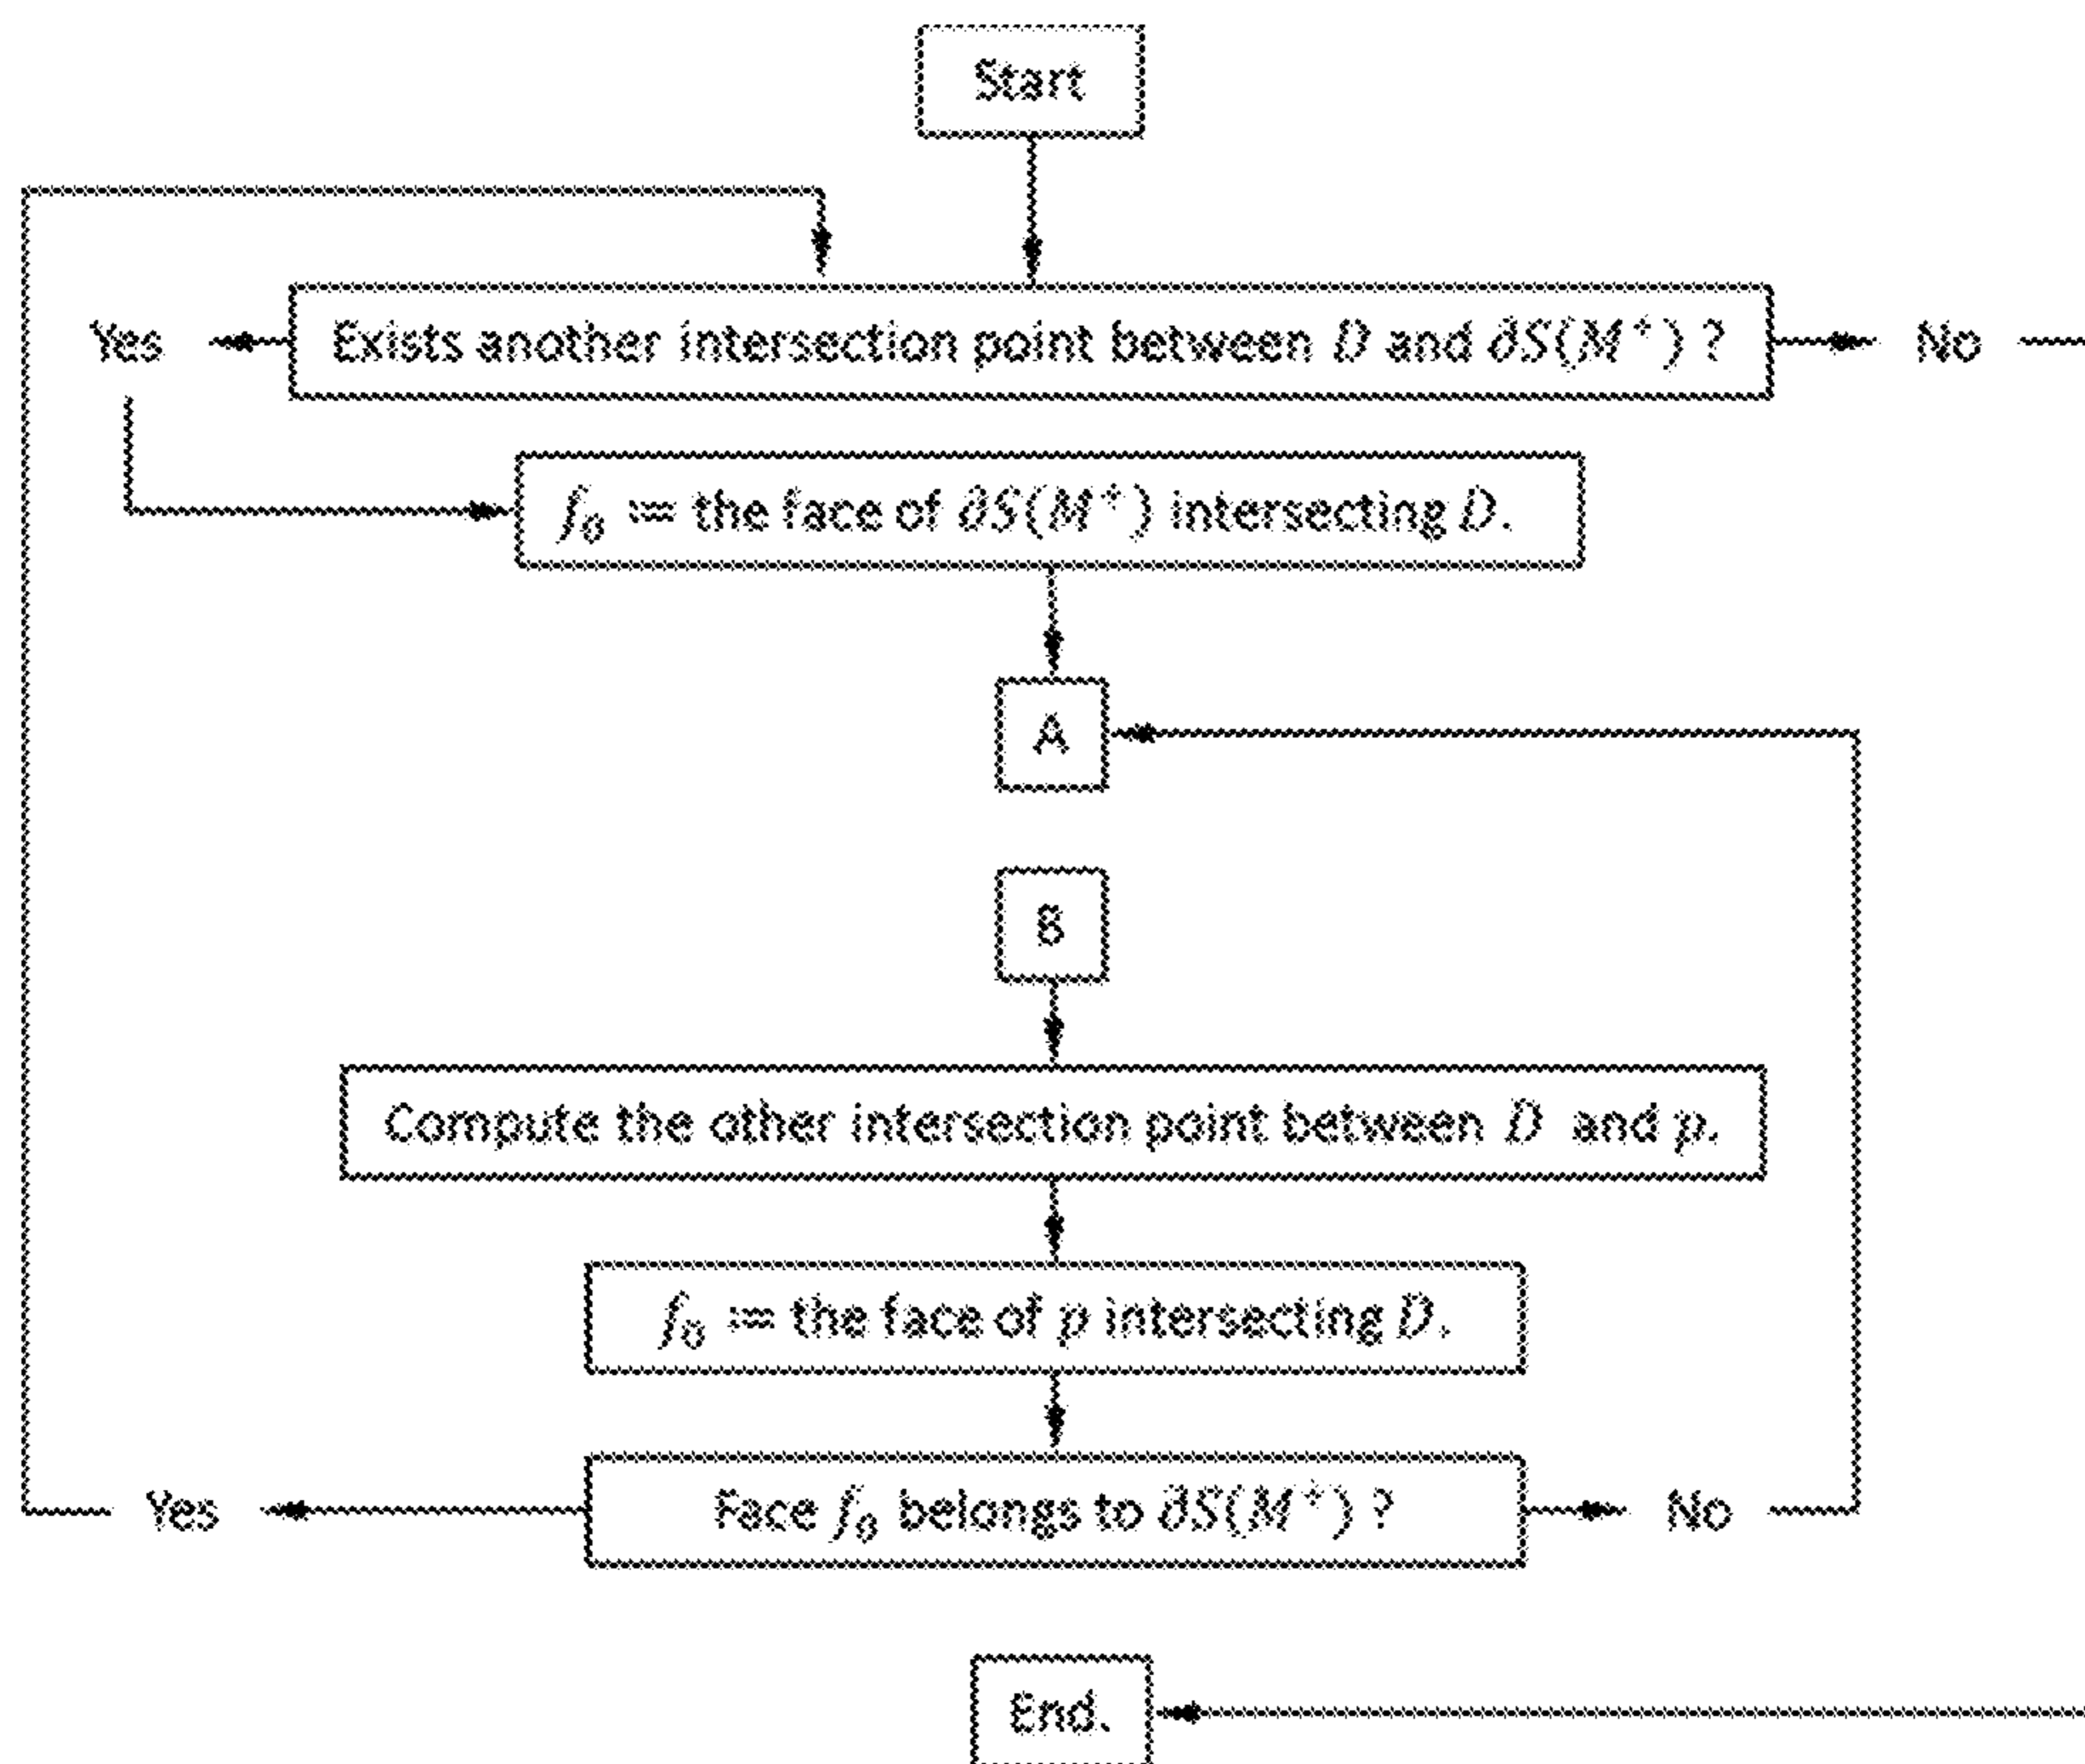 Start
Yes
Exists another intersection point between D and ∂S(M⁺) ?
No
f₀ ≔ the face of ∂S(M⁺) intersecting D.
A
B
Compute the other intersection point between D and p.
f₀ ≔ the face of p intersecting D.
Yes
Face f₀ belongs to ∂S(M⁺) ?
No
End.